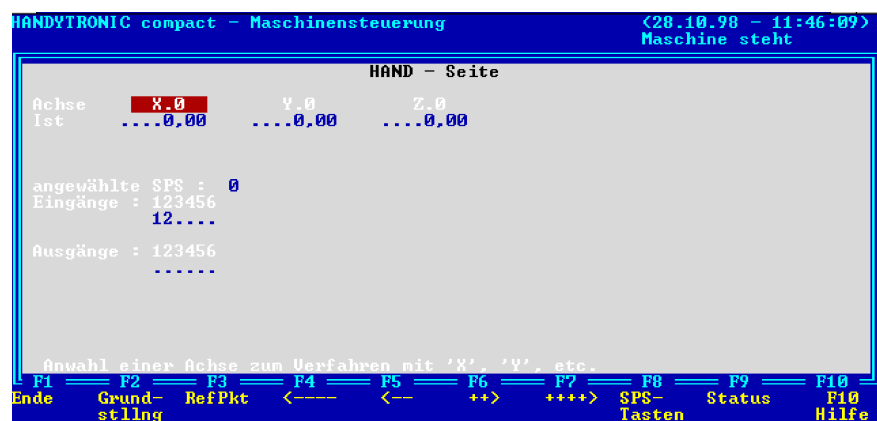 HANDYTRONIC compact - Maschinensteuerung (28.10.98 - 11:46:09)
Maschine steht
HAND - Seite
Achse X.0 Y.0 Z.0
Ist ....0,00 ....0,00 ....0,00
angewählte SPS : 0
Eingänge : 123456
12....
Ausgänge : 123456
......
Anwahl einer Achse zum Verfahren mit 'X', 'Y', etc.
F1 F2 F3 F4 F5 F6 F7 F8 F9 F10
Ende Grund- RefPkt <---- <-- ++> ++++> SPS- Status F10
stllng Tasten Hilfe